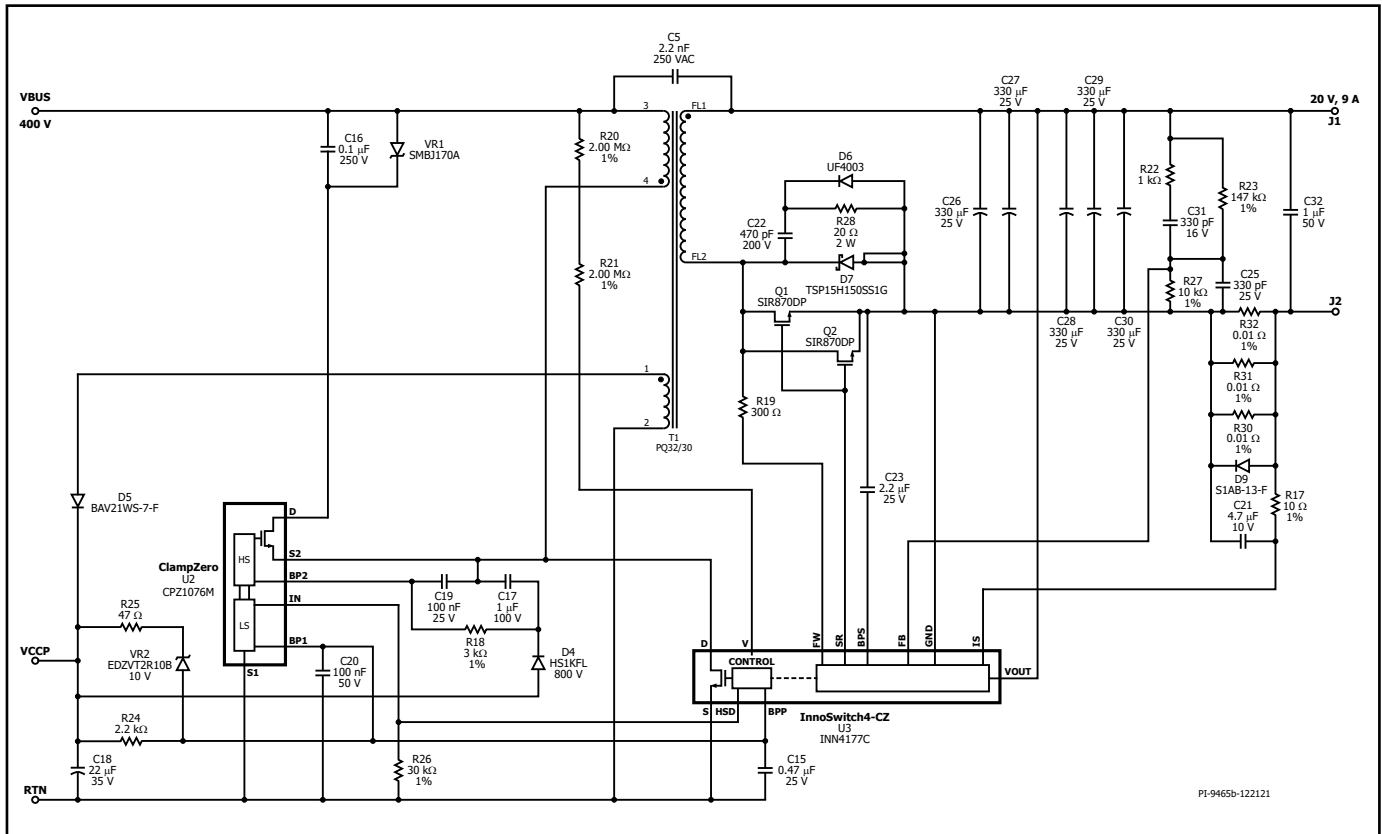 C5
2.2 nF
250 VAC
VBUS
400 V
C16
0.1 µF
250 V
VR1
SMBJ170A
R20
2.00 MΩ
1%
3
4
FL1
FL2
R21
2.00 MΩ
1%
1
2
T1
PQ32/30
D6
UF4003
R28
20 Ω
2 W
C22
470 pF
200 V
D7
TSP15H150SS1G
Q1
SIR870DP
Q2
SIR870DP
R19
300 Ω
C23
2.2 µF
25 V
C26
330 µF
25 V
C27
330 µF
25 V
C28
330 µF
25 V
C29
330 µF
25 V
C30
330 µF
25 V
R22
1 kΩ
R23
147 kΩ
1%
C31
330 pF
16 V
R27
10 kΩ
1%
C25
330 pF
25 V
C32
1 µF
50 V
20 V, 9 A
J1
J2
R32
0.01 Ω
1%
R31
0.01 Ω
1%
R30
0.01 Ω
1%
D9
S1AB-13-F
C21
4.7 µF
10 V
R17
10 Ω
1%
D5
BAV21WS-7-F
ClampZero
U2
CPZ1076M
HS
LS
D
S2
BP2
IN
BP1
S1
C19
100 nF
25 V
C17
1 µF
100 V
R18
3 kΩ
1%
D4
HS1KFL
800 V
C20
100 nF
50 V
R25
47 Ω
VR2
EDZVT2R10B
10 V
VCCP
R24
2.2 kΩ
C18
22 µF
35 V
RTN
R26
30 kΩ
1%
C15
0.47 µF
25 V
D
V
FW
SR
BPS
FB
GND
IS
VOUT
CONTROL
S
HSD
BPP
InnoSwitch4-CZ
U3
INN4177C
PI-9465b-122121